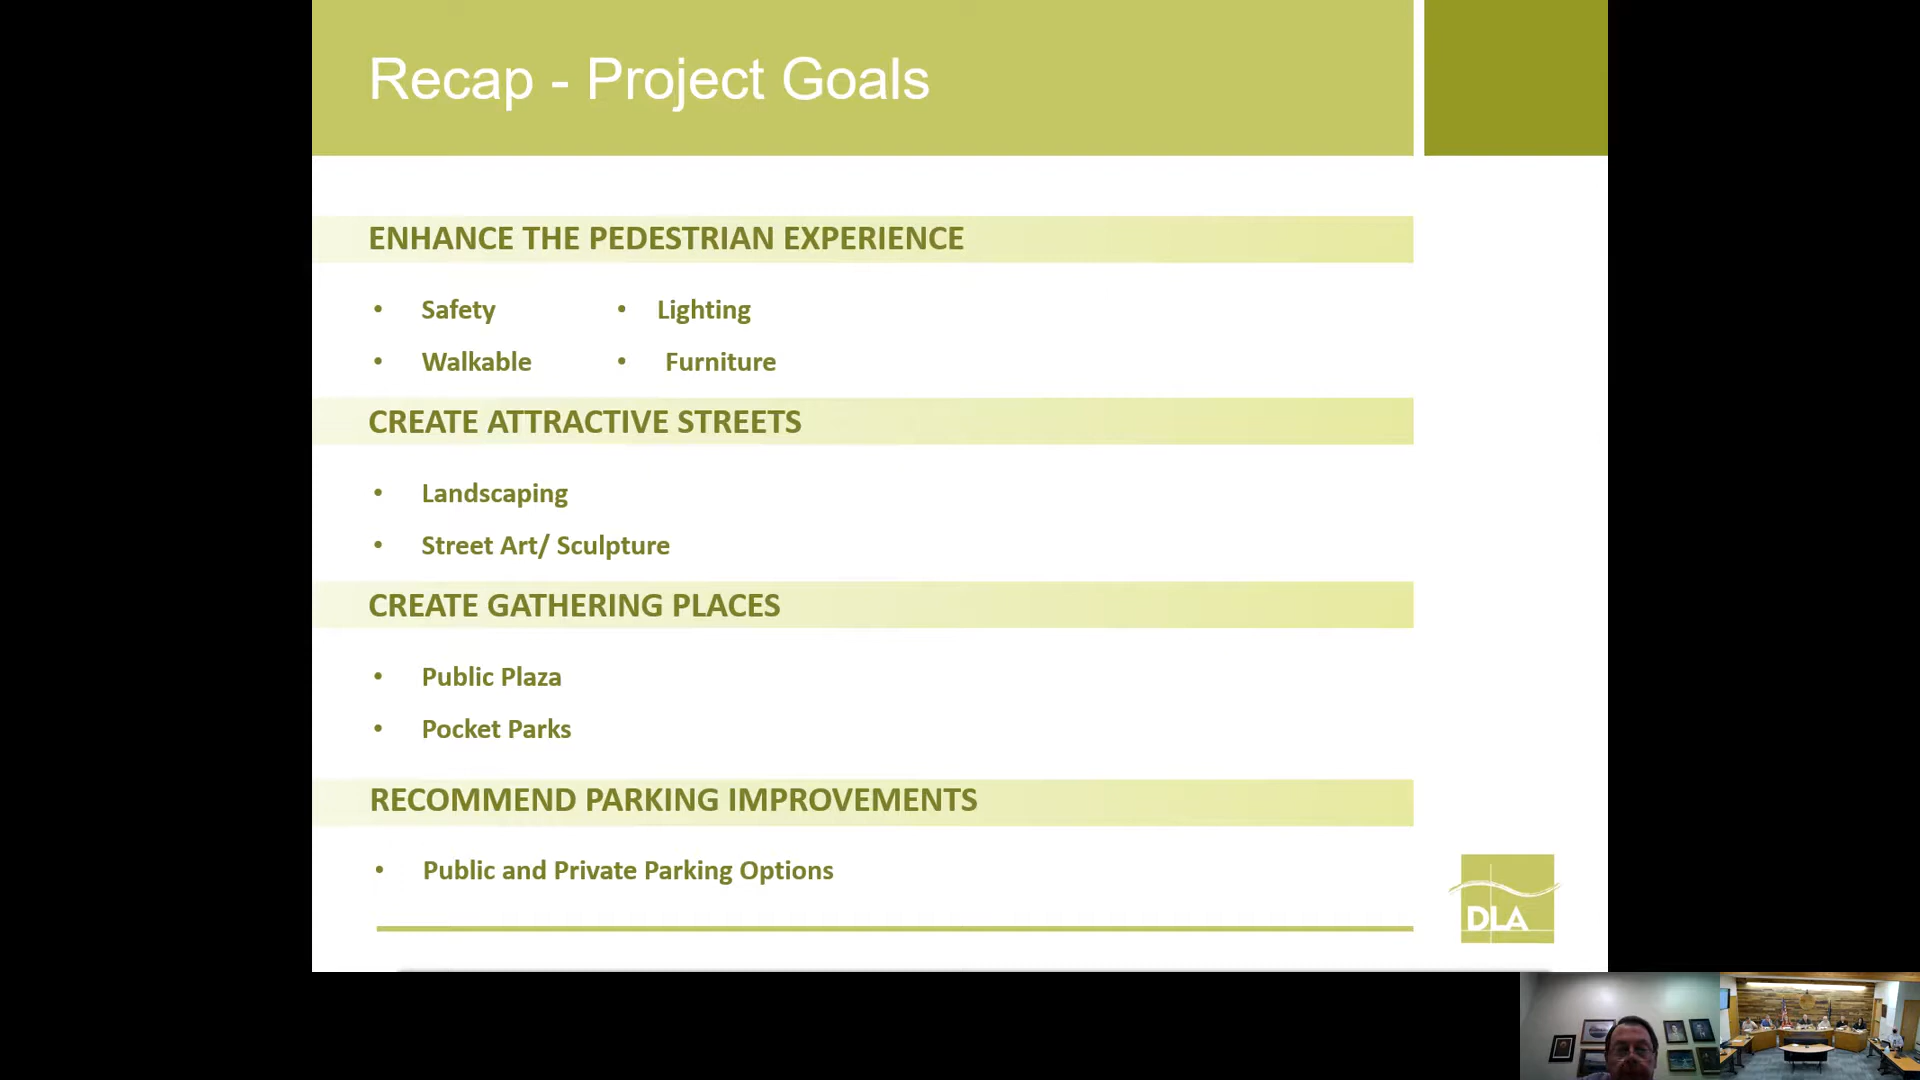 Recap - Project Goals
ENHANCE THE PEDESTRIAN EXPERIENCE
• Safety • Lighting
• Walkable • Furniture
CREATE ATTRACTIVE STREETS
• Landscaping
• Street Art/ Sculpture
CREATE GATHERING PLACES
• Public Plaza
• Pocket Parks
RECOMMEND PARKING IMPROVEMENTS
• Public and Private Parking Options
DLA